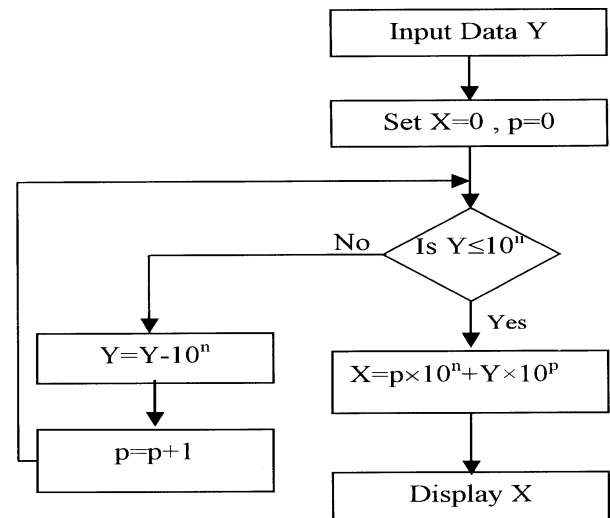 Input Data Y
Set X=0 , p=0
Is Y≤10ⁿ
No
Yes
Y=Y-10ⁿ
p=p+1
X=p×10ⁿ+Y×10ᵖ
Display X